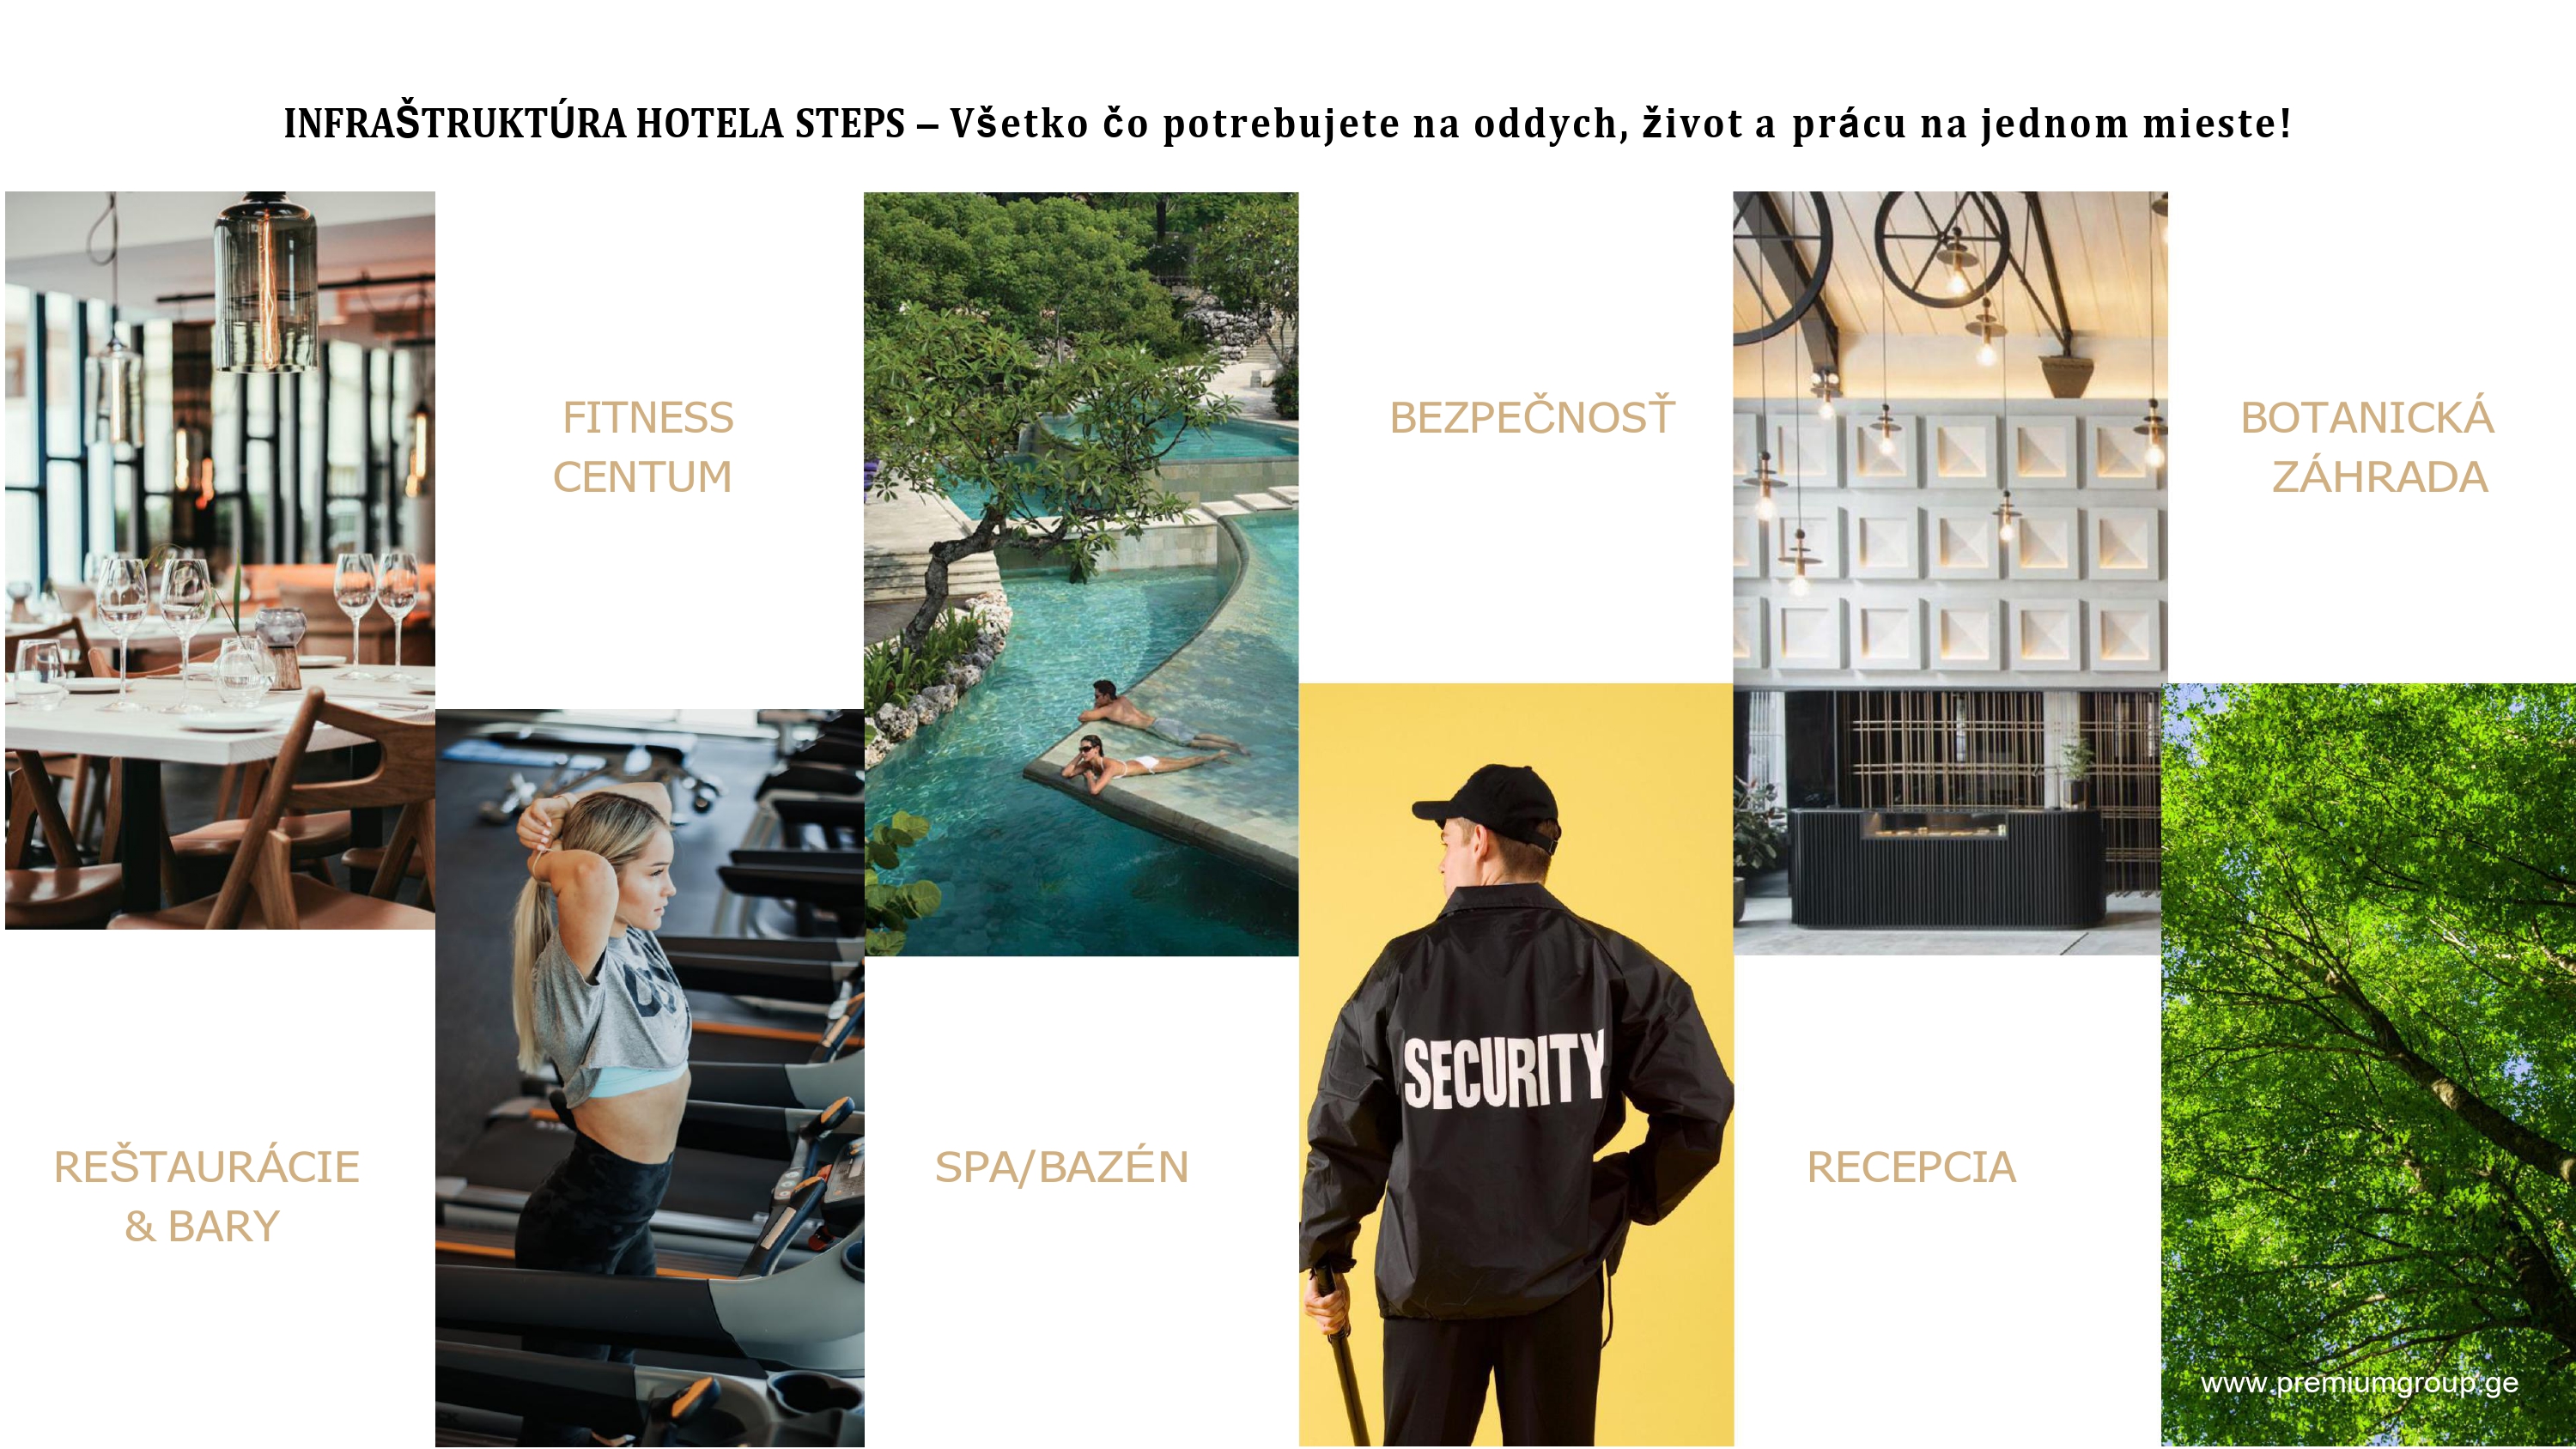 INFRAŠTRUKTÚRA HOTELA STEPS – Všetko čo potrebujete na oddych, život a prácu na jednom mieste!
FITNESS
CENTUM
BEZPEČNOSŤ
BOTANICKÁ
ZÁHRADA
SECURITY
REŠTAURÁCIE
& BARY
SPA/BAZÉN
RECEPCIA
www.premiumgroup.ge